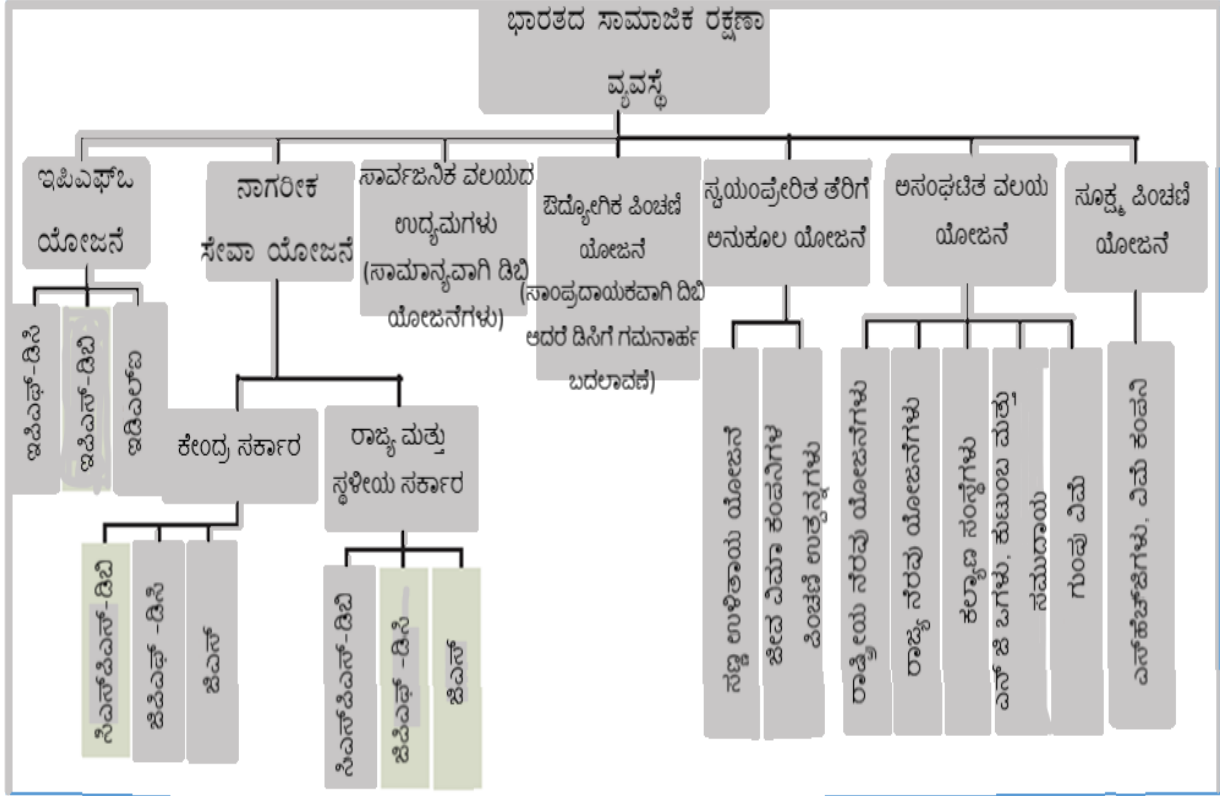 ಭಾರತದ ಸಾಮಾಜಿಕ ರಕ್ಷಣಾ
ವ್ಯವಸ್ಥೆ
ಇಪಿಎಫ್‌ಒ
ಯೋಜನೆ
ಇಪಿಎಫ್-ಡಿಸಿ
ಇಪಿಎಸ್-ಡಿಬಿ
ಇಡಿಎಲ್‌ಐ
ನಾಗರೀಕ
ಸೇವಾ ಯೋಜನೆ
ಕೇಂದ್ರ ಸರ್ಕಾರ
ಸಿಎಸ್‌ಪಿಎಸ್-ಡಿಬಿ
ಜಿಪಿಎಫ್ -ಡಿಸಿ
ಜಿಎಸ್
ರಾಜ್ಯ ಮತ್ತು
ಸ್ಥಳೀಯ ಸರ್ಕಾರ
ಸಿಎಸ್‌ಪಿಎಸ್-ಡಿಬಿ
ಜಿಪಿಎಫ್ -ಡಿಸಿ
ಜಿಎಸ್
ಸಾರ್ವಜನಿಕ ವಲಯದ
ಉದ್ಯಮಗಳು
(ಸಾಮಾನ್ಯವಾಗಿ ಡಿಬಿ
ಯೋಜನೆಗಳು)
ಔದ್ಯೋಗಿಕ ಪಿಂಚಣಿ
ಯೋಜನೆ
(ಸಾಂಪ್ರದಾಯಕವಾಗಿ ದಿಬಿ
ಆದರೆ ಡಿಸಿಗೆ ಗಮನಾರ್ಹ
ಬದಲಾವಣೆ)
ಸ್ವಯಂಪ್ರೇರಿತ ತೆರಿಗೆ
ಅನುಕೂಲ ಯೋಜನೆ
ಸಣ್ಣ ಉಳಿತಾಯ ಯೋಜನೆ
ಜೀವ ವಿಮಾ ಕಂಪನಿಗಳ
ಪಿಂಚಣಿ ಉತ್ಪನ್ನಗಳು
ಅಸಂಘಟಿತ ವಲಯ
ಯೋಜನೆ
ರಾಷ್ಟ್ರೀಯ ನೆರವು ಯೋಜನೆಗಳು
ರಾಜ್ಯ ನೆರವು ಯೋಜನೆಗಳು
ಕಲ್ಯಾಣ ಸಂಸ್ಥೆಗಳು
ಎನ್ ಜಿ ಒಗಳು, ಕುಟುಂಬ ಮತ್ತು
ಸಮುದಾಯ
ಗುಂಪು ವಿಮೆ
ಸೂಕ್ಷ್ಮ ಪಿಂಚಣಿ
ಯೋಜನೆ
ಎಸ್‌ಹೆಚ್‌ಜಿಗಳು, ವಿಮೆ ಕಂಪನಿ